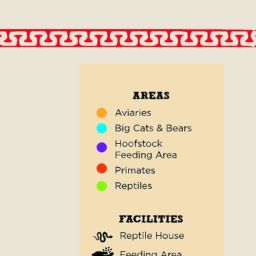 AREAS
Aviaries
Big Cats & Bears
Hoofstock
Feeding Area
Primates
Reptiles
FACILITIES
Reptile House
Feeding Area